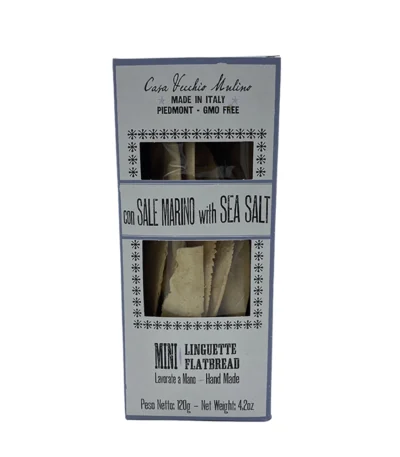 Casa Vecchio Mulino
MADE IN ITALY
PIEDMONT - GMO FREE
con SALE MARINO with SEA SALT
MINI LINGUETTE
FLATBREAD
Lavorate a Mano – Hand Made
Peso Netto: 120g – Net Weight: 4.2oz